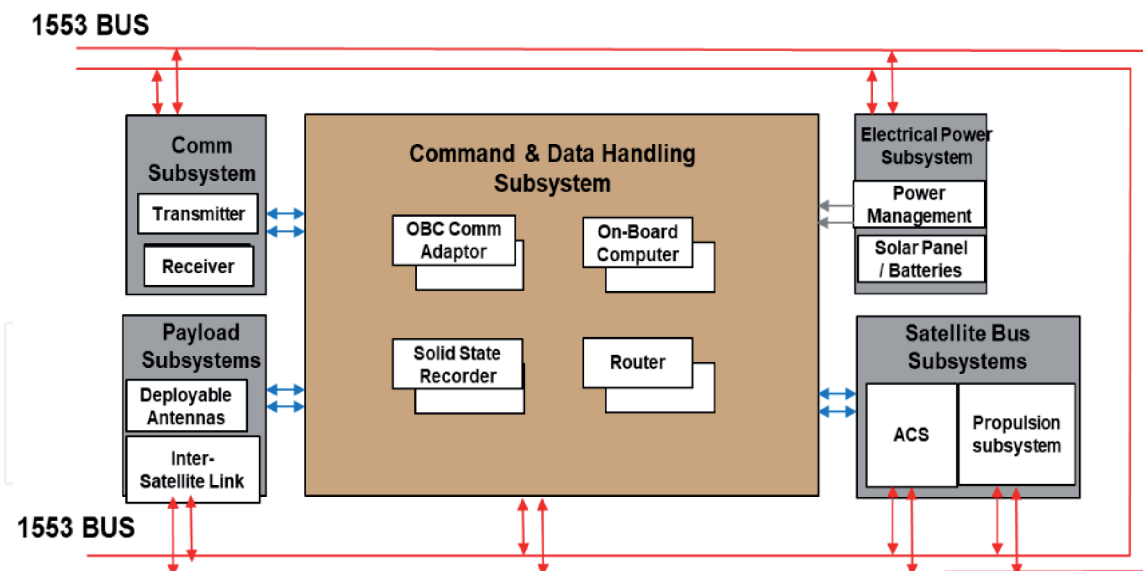 1553 BUS
Comm
Subsystem
Transmitter
Receiver
Command & Data Handling
Subsystem
OBC Comm
Adaptor
On-Board
Computer
Solid State
Recorder
Router
Electrical Power
Subsystem
Power
Management
Solar Panel
/ Batteries
Payload
Subsystems
Deployable
Antennas
Inter-
Satellite Link
Satellite Bus
Subsystems
ACS
Propulsion
subsystem
1553 BUS